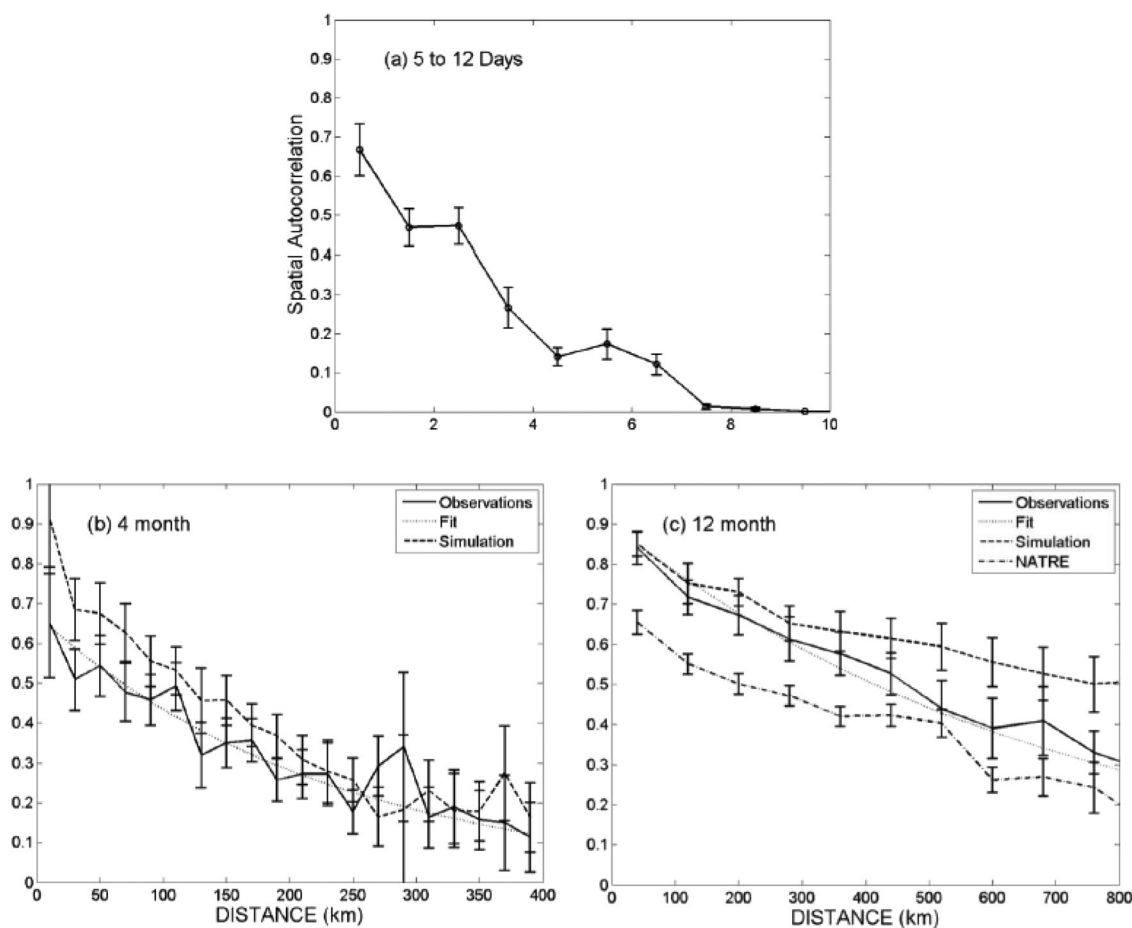 1
0.9
(a) 5 to 12 Days
0.8
0.7
0.6
0.5
0.4
0.3
0.2
0.1
0
Spatial Autocorrelation
0 2 4 6 8 10
1
0.9
0.8
0.7
0.6
0.5
0.4
0.3
0.2
0.1
0
(b) 4 month
Observations
Fit
Simulation
0 50 100 150 200 250 300 350 400
DISTANCE (km)
1
0.9
0.8
0.7
0.6
0.5
0.4
0.3
0.2
0.1
0
(c) 12 month
Observations
Fit
Simulation
NATRE
0 100 200 300 400 500 600 700 800
DISTANCE (km)